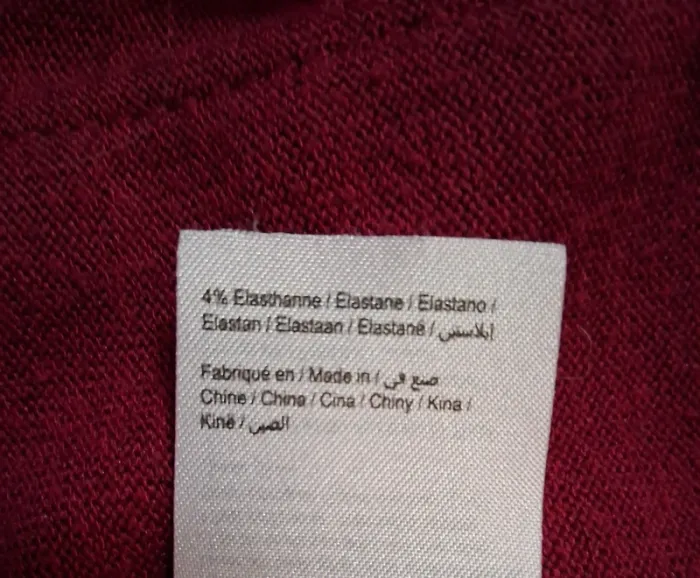 4% Elasthanne / Elastane / Elastano /
Elastan / Elastaan / Elastanë / ايلاستين
Fabriqué en / Made in / صنع في
Chine / China / Cina / Chiny / Kina /
Kinë / الصين